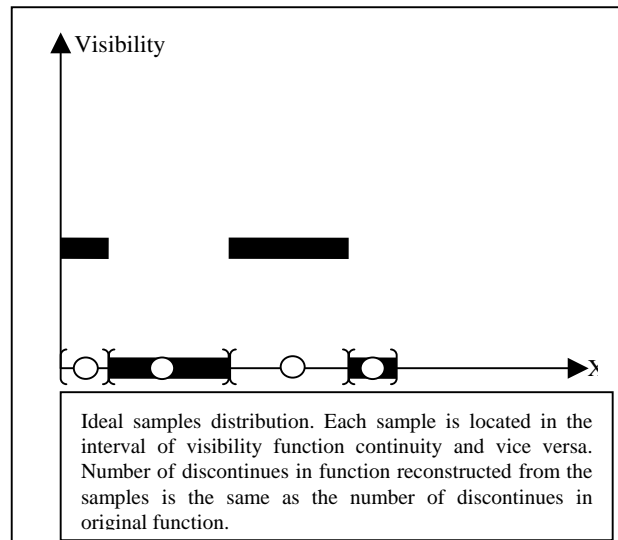 Visibility
X
Ideal samples distribution. Each sample is located in the
interval of visibility function continuity and vice versa.
Number of discontinues in function reconstructed from the
samples is the same as the number of discontinues in
original function.